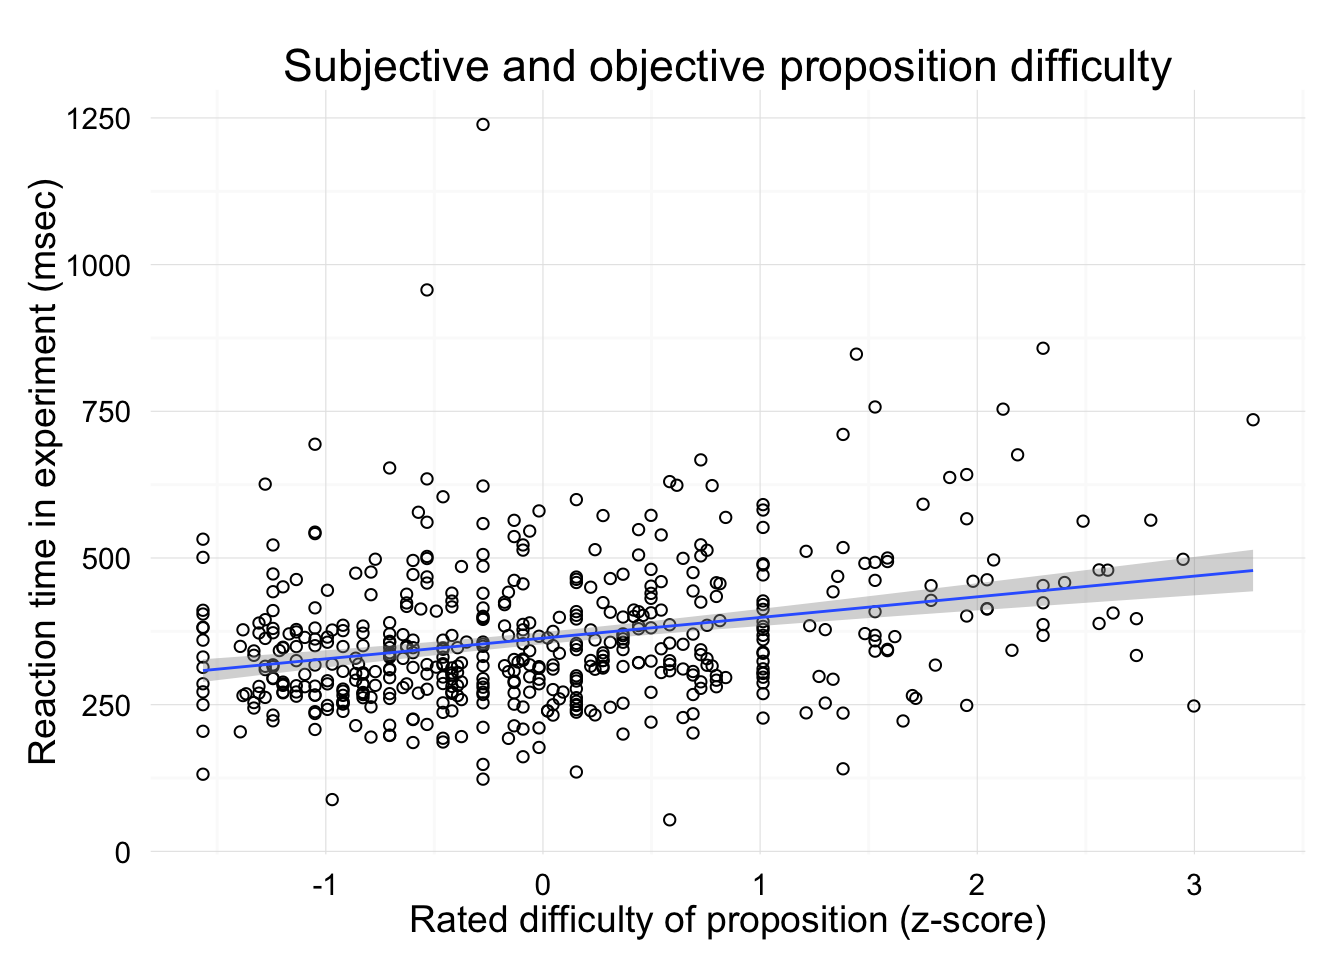 Subjective and objective proposition difficulty
Reaction time in experiment (msec)
1250
1000
750
500
250
0
-1 0 1 2 3
Rated difficulty of proposition (z-score)